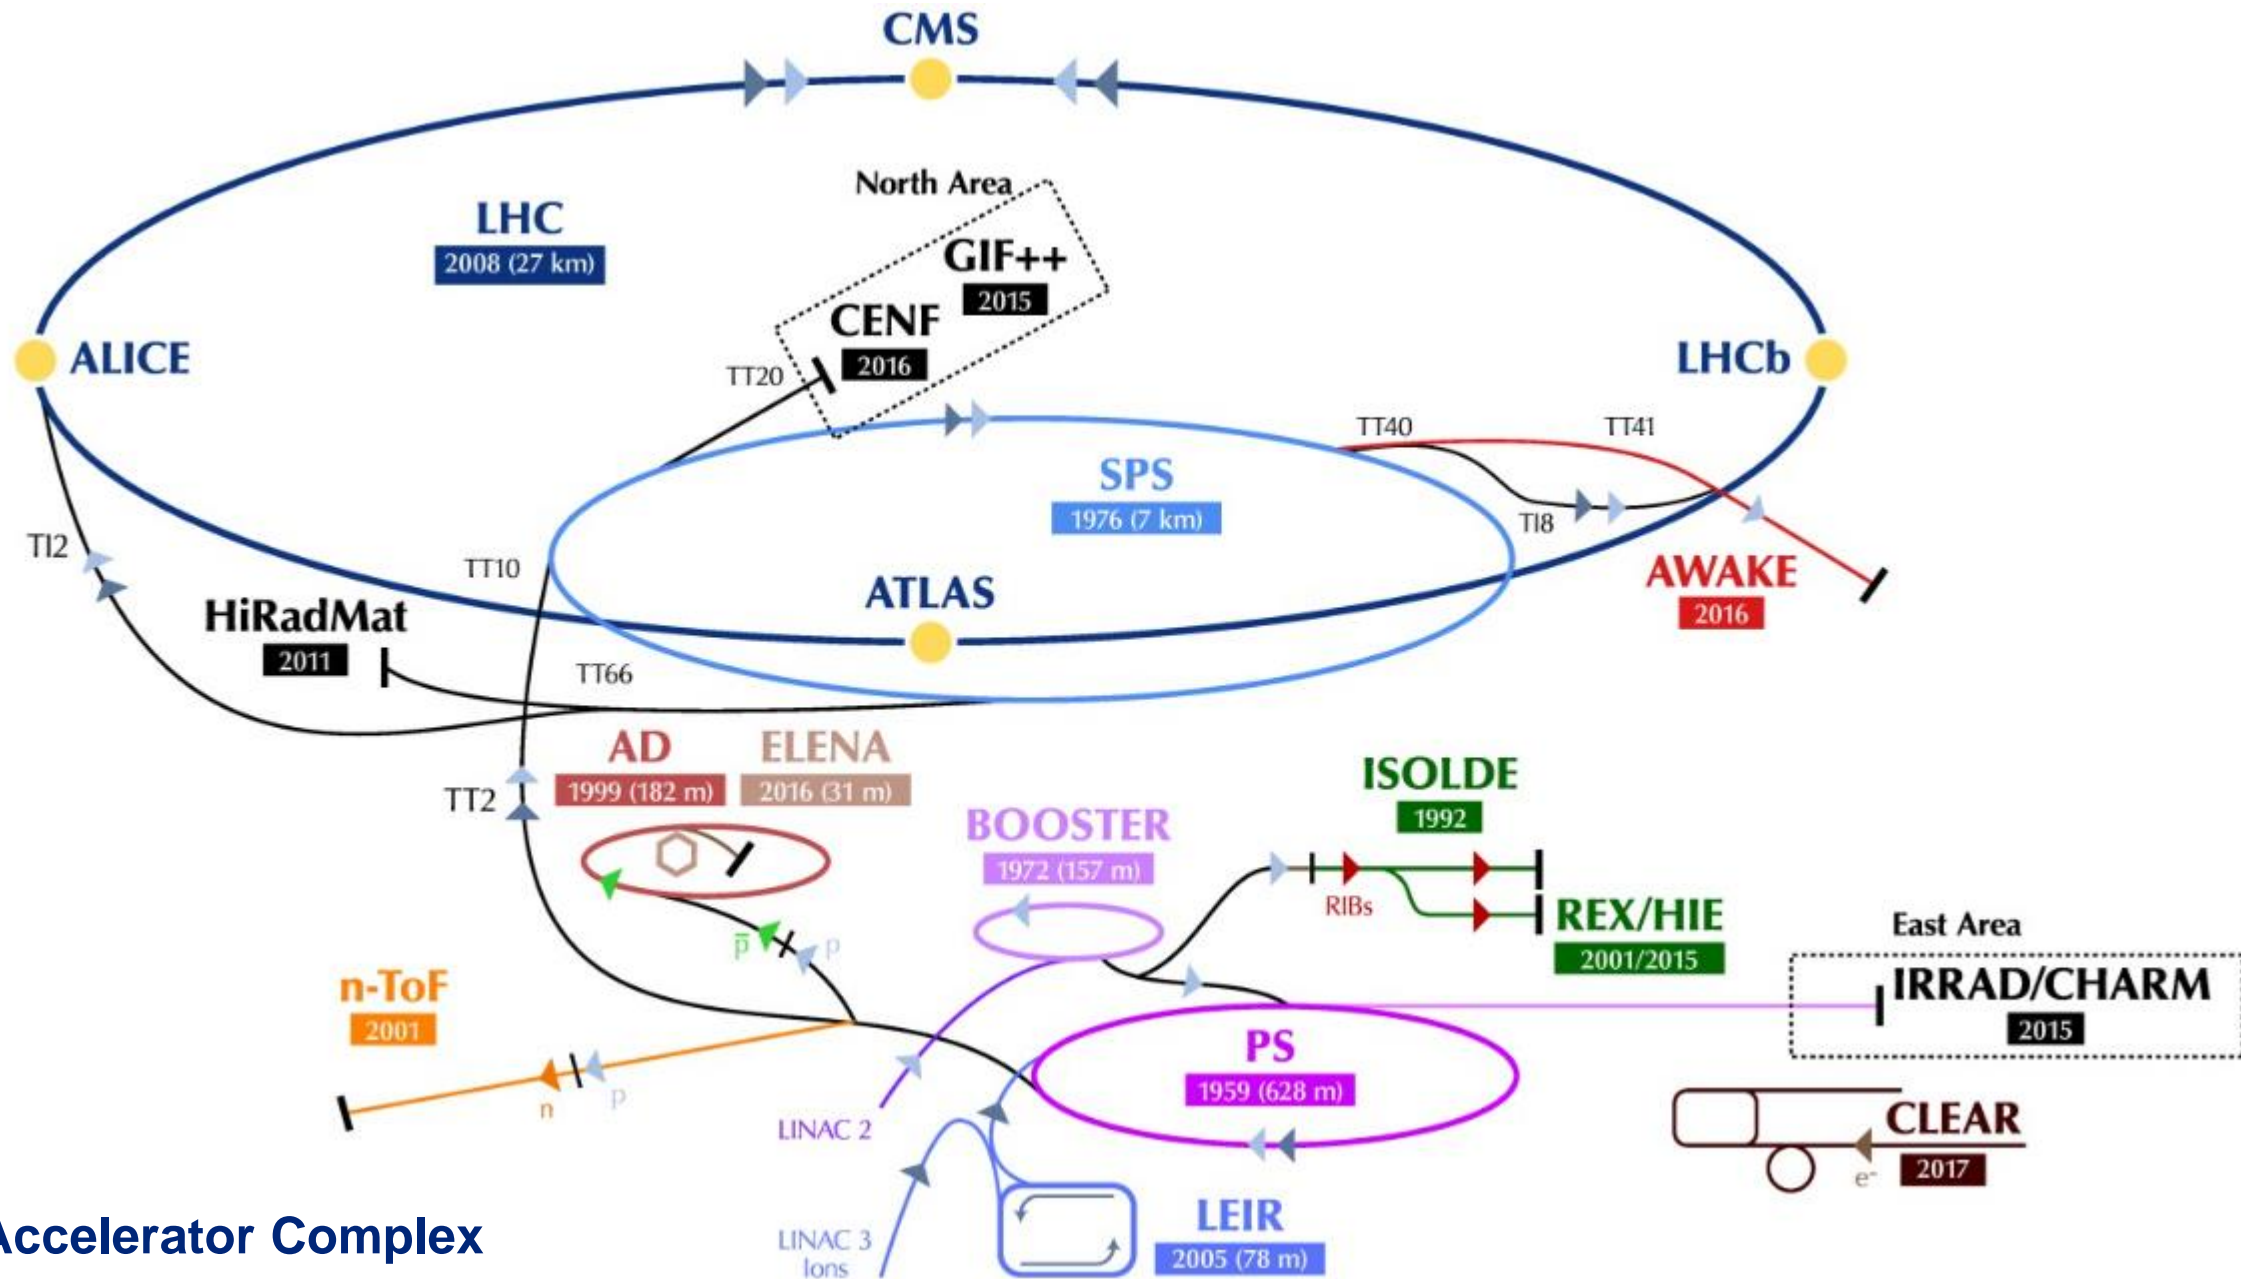 CMS
North Area
LHC
2008 (27 km)
GIF++
2015
CENF
2016
ALICE
LHCb
TT20
TT40
TT41
SPS
1976 (7 km)
TI8
TI2
TT10
ATLAS
AWAKE
2016
HiRadMat
2011
TT66
AD
1999 (182 m)
ELENA
2016 (31 m)
TT2
ISOLDE
1992
BOOSTER
1972 (157 m)
RIBs
REX/HIE
2001/2015
East Area
p̅
p
n-ToF
2001
IRRAD/CHARM
2015
PS
1959 (628 m)
n
p
LINAC 2
CLEAR
2017
e-
LEIR
2005 (78 m)
LINAC 3
Ions
Accelerator Complex